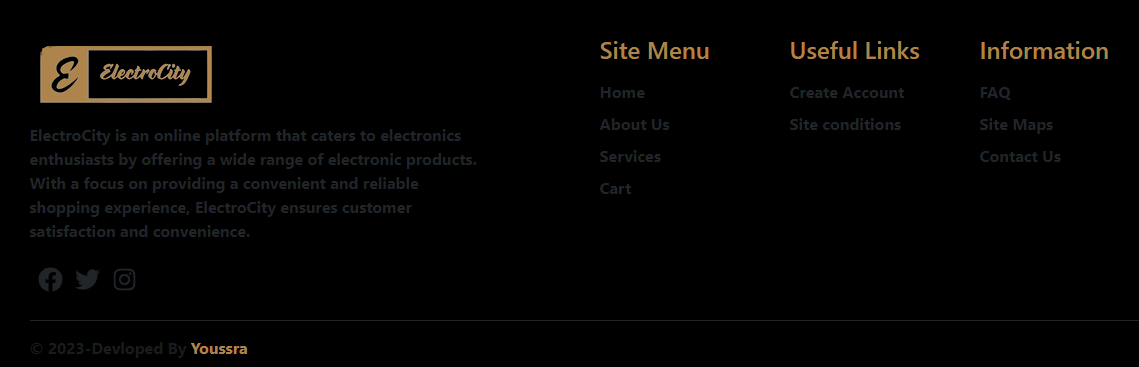 E ElectroCity
ElectroCity is an online platform that caters to electronics
enthusiasts by offering a wide range of electronic products.
With a focus on providing a convenient and reliable
shopping experience, ElectroCity ensures customer
satisfaction and convenience.
Site Menu
Home
About Us
Services
Cart
Useful Links
Create Account
Site conditions
Information
FAQ
Site Maps
Contact Us
© 2023-Devloped By Youssra